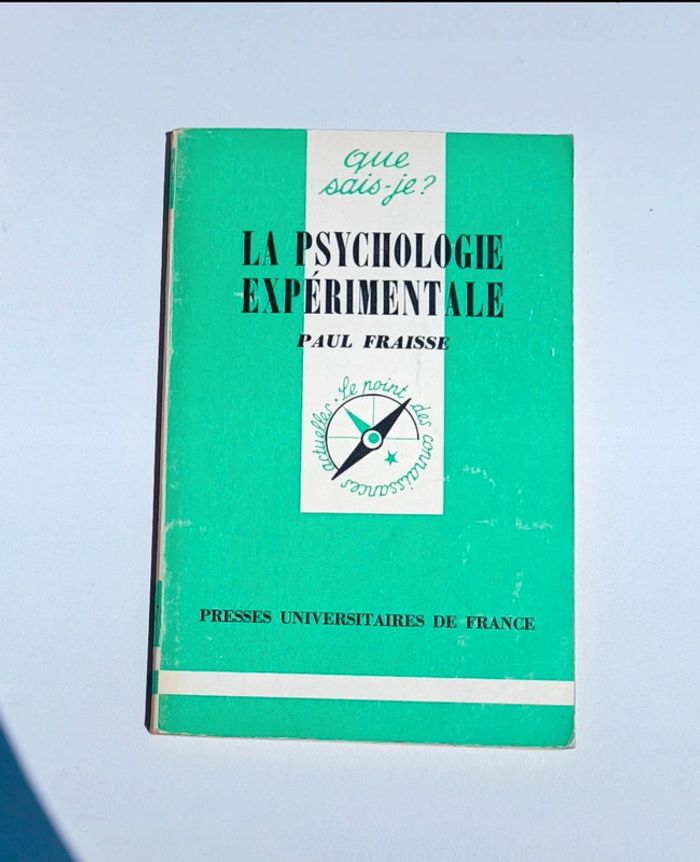 que
sais-je?
LA PSYCHOLOGIE
EXPÉRIMENTALE
PAUL FRAISSE
Le point des connaissances actuelles.
PRESSES UNIVERSITAIRES DE FRANCE